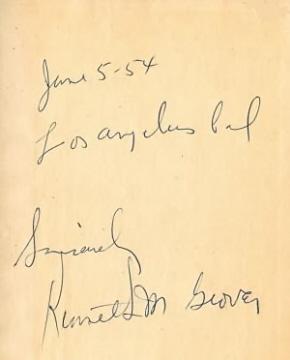 June 5-54
Los Angeles Cal
Sincerely
Kenneth M Grover